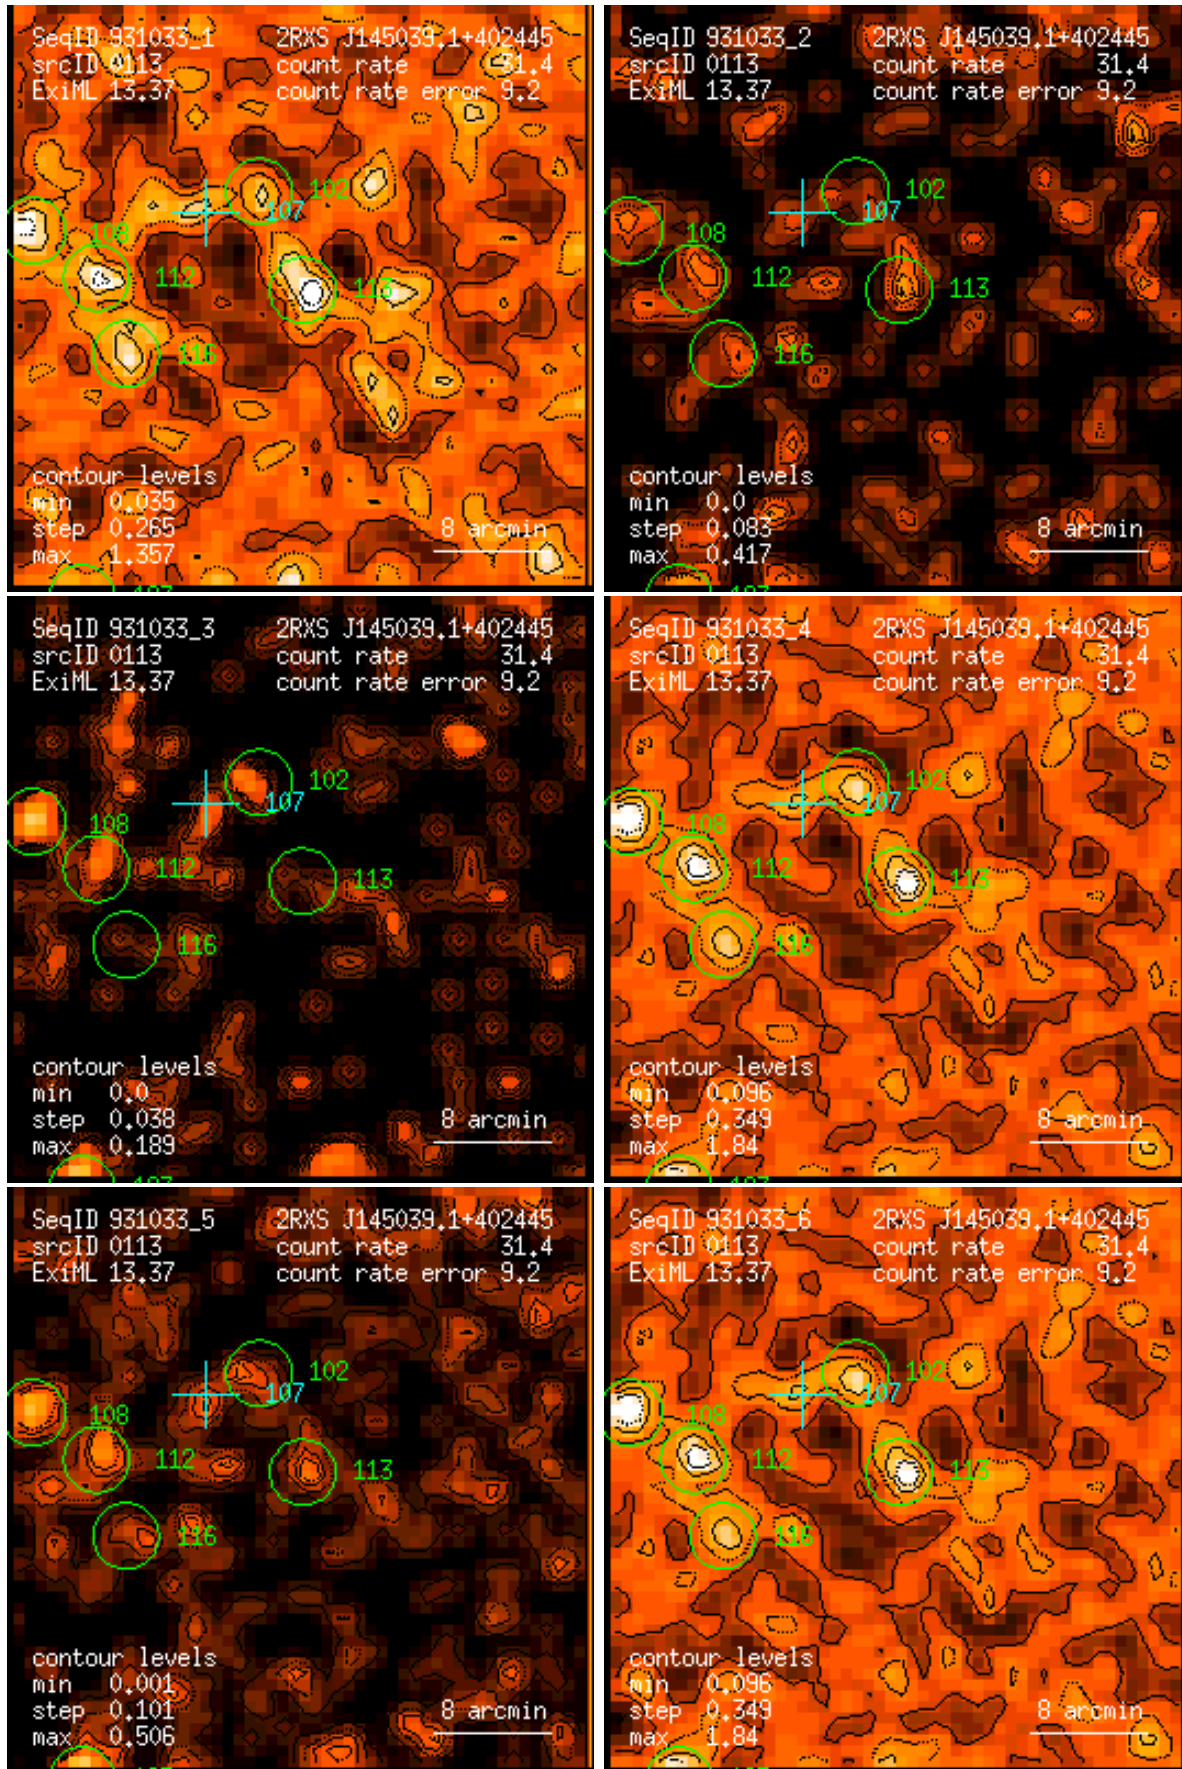 SeqID 931033_1 2RXS J145039.1+402445
srcID 0113 count rate 31.4
ExiML 13.37 count rate error 9.2
102
107
108
112
113
116
contour levels
min 0.035
step 0.265
max 1.357
8 arcmin
SeqID 931033_2 2RXS J145039.1+402445
srcID 0113 count rate 31.4
ExiML 13.37 count rate error 9.2
102
107
108
112
113
116
contour levels
min 0.0
step 0.083
max 0.417
8 arcmin
SeqID 931033_3 2RXS J145039.1+402445
srcID 0113 count rate 31.4
ExiML 13.37 count rate error 9.2
102
107
108
112
113
116
contour levels
min 0.0
step 0.038
max 0.189
8 arcmin
SeqID 931033_4 2RXS J145039.1+402445
srcID 0113 count rate 31.4
ExiML 13.37 count rate error 9.2
102
107
108
112
113
116
contour levels
min 0.096
step 0.349
max 1.84
8 arcmin
SeqID 931033_5 2RXS J145039.1+402445
srcID 0113 count rate 31.4
ExiML 13.37 count rate error 9.2
102
107
108
112
113
116
contour levels
min 0.001
step 0.101
max 0.506
8 arcmin
SeqID 931033_6 2RXS J145039.1+402445
srcID 0113 count rate 31.4
ExiML 13.37 count rate error 9.2
102
107
108
112
113
116
contour levels
min 0.096
step 0.349
max 1.84
8 arcmin